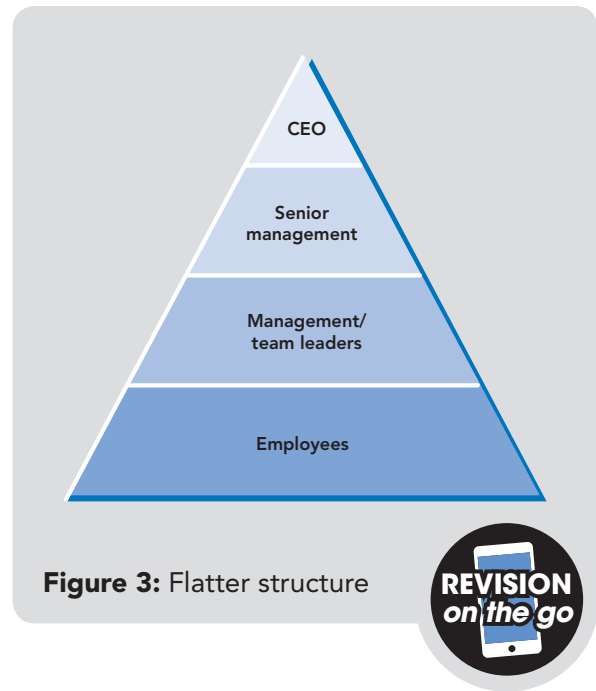 CEO
Senior
management
Management/
team leaders
Employees
Figure 3: Flatter structure
REVISION
on the go